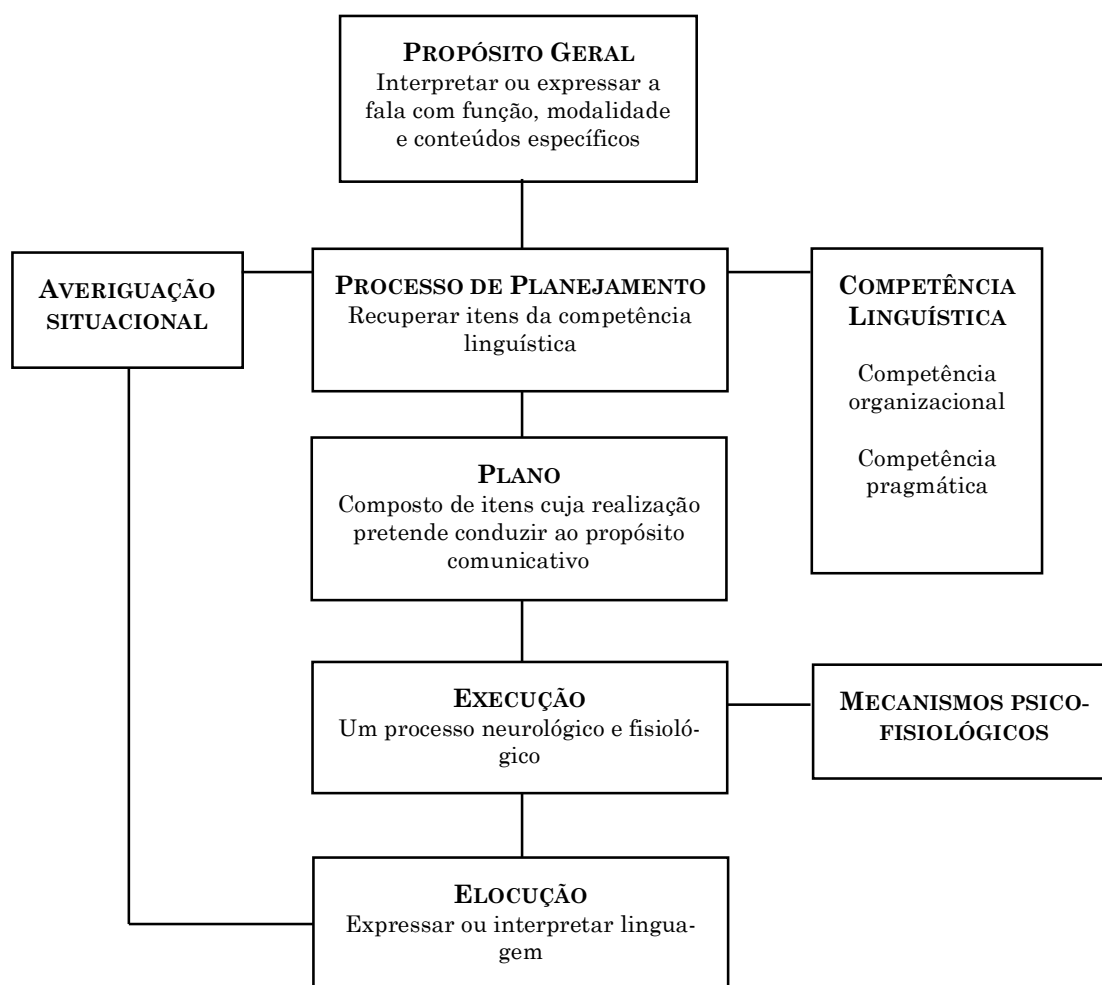 PROPÓSITO GERAL
Interpretar ou expressar a
fala com função, modalidade
e conteúdos específicos
AVERIGUAÇÃO
SITUACIONAL
PROCESSO DE PLANEJAMENTO
Recuperar itens da competência
linguística
COMPETÊNCIA
LINGUÍSTICA
Competência
organizacional
Competência
pragmática
PLANO
Composto de itens cuja realização
pretende conduzir ao propósito
comunicativo
EXECUÇÃO
Um processo neurológico e fisioló-
gico
MECANISMOS PSICO-
FISIOLÓGICOS
ELOCUÇÃO
Expressar ou interpretar lingua-
gem